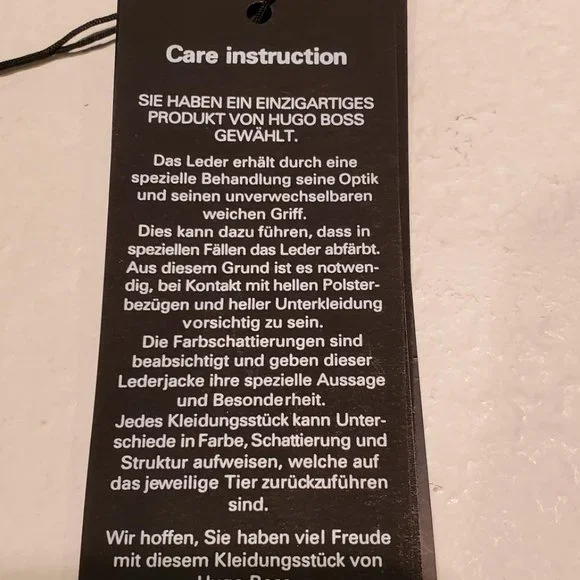 Care instruction
SIE HABEN EIN EINZIGARTIGES
PRODUKT VON HUGO BOSS
GEWÄHLT.
Das Leder erhält durch eine
spezielle Behandlung seine Optik
und seinen unverwechselbaren
weichen Griff.
Dies kann dazu führen, dass in
speziellen Fällen das Leder abfärbt.
Aus diesem Grund ist es notwen-
dig, bei Kontakt mit hellen Polster-
bezügen und heller Unterkleidung
vorsichtig zu sein.
Die Farbschattierungen sind
beabsichtigt und geben dieser
Lederjacke ihre spezielle Aussage
und Besonderheit.
Jedes Kleidungsstück kann Unter-
schiede in Farbe, Schattierung und
Struktur aufweisen, welche auf
das jeweilige Tier zurückzuführen
sind.
Wir hoffen, Sie haben viel Freude
mit diesem Kleidungsstück von
Hugo Boss